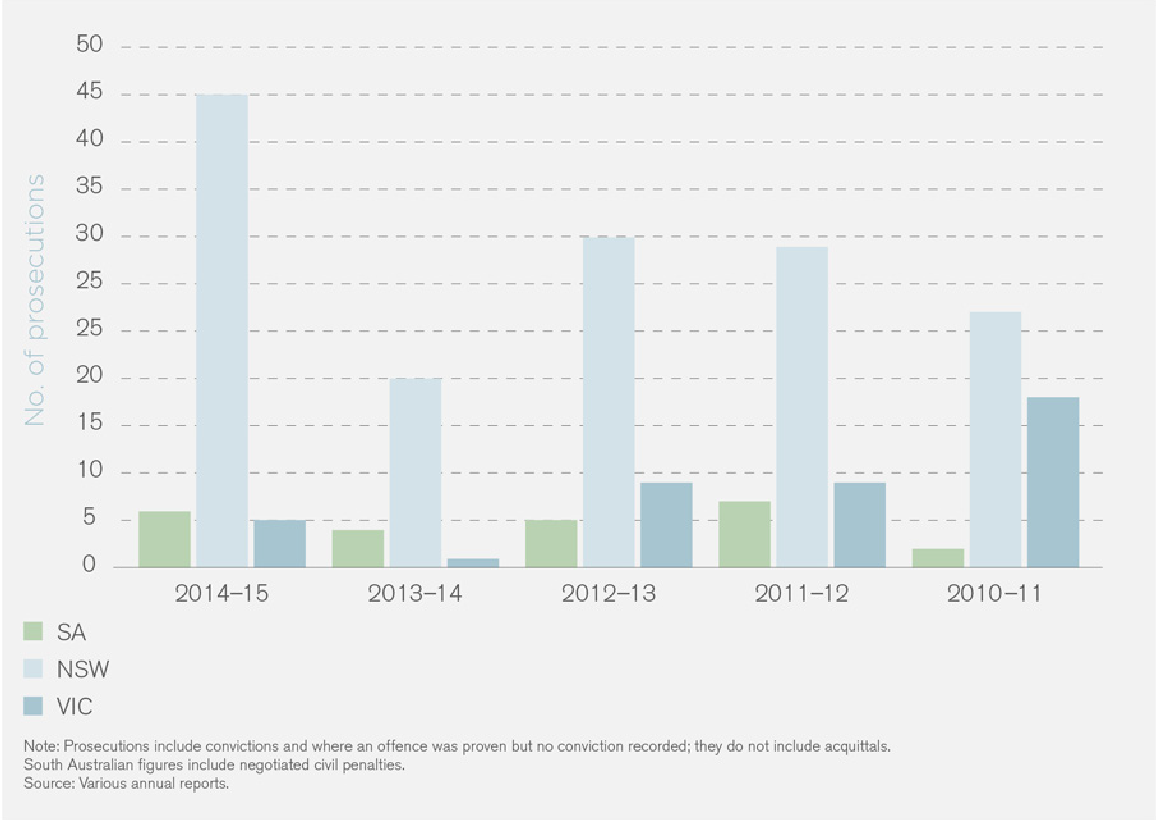 No. of prosecutions
50
45
40
35
30
25
25
20
15
10
5
0
2014–15 2013–14 2012–13 2011–12 2010–11
SA
NSW
VIC
Note: Prosecutions include convictions and where an offence was proven but no conviction recorded; they do not include acquittals.
South Australian figures include negotiated civil penalties.
Source: Various annual reports.